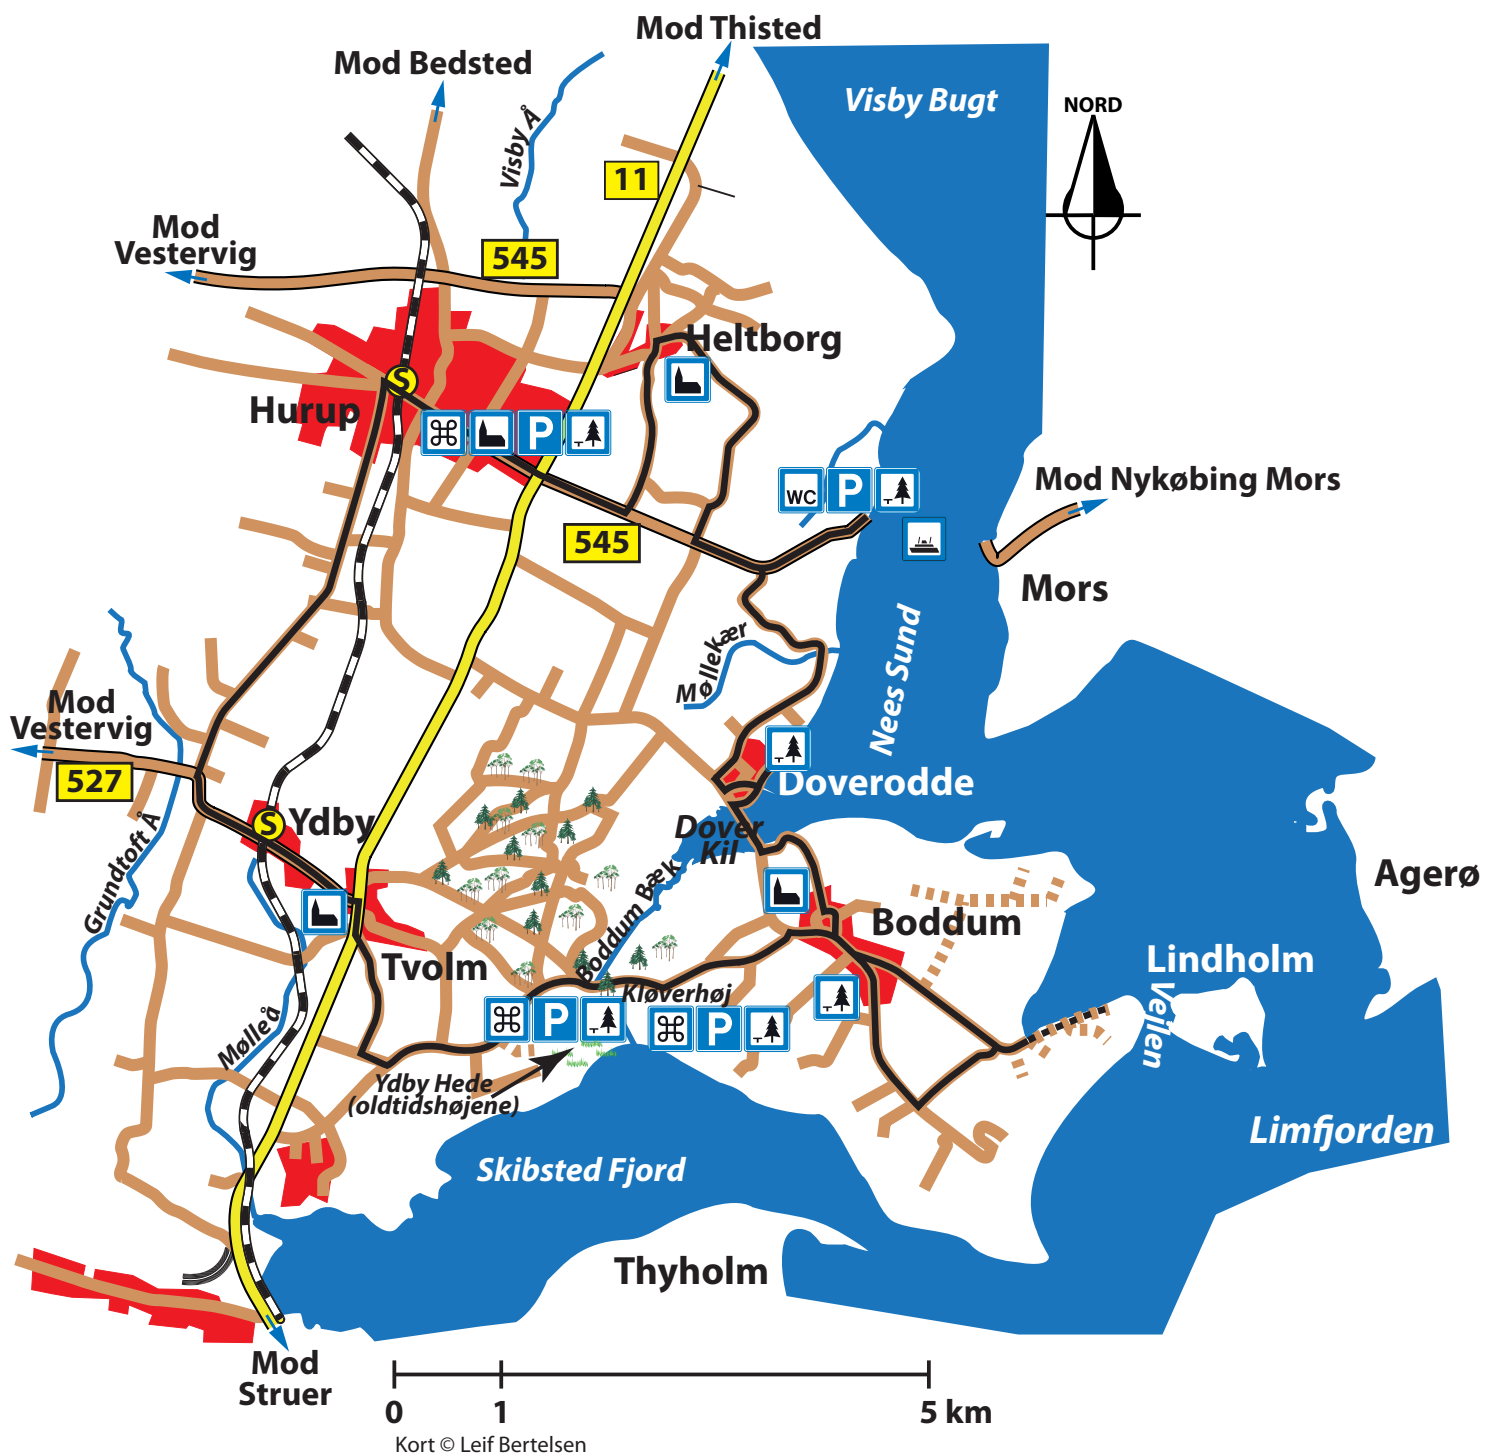 Mod Thisted
Mod Bedsted
Visby Bugt
NORD
Visby Å
11
Mod
Vestervig
545
Heltborg
S
Hurup
P
WC
P
Mod Nykøbing Mors
545
Mors
Nees Sund
Møllekær
Mod
Vestervig
527
Doverodde
S
Ydby
Dover
Kil
Grundtoft Å
Agerø
Boddum Bæk
Boddum
Tvolm
Lindholm
Vejlen
Kløverhøj
P
P
Mølleå
Ydby Hede
(oldtidshøjene)
Limfjorden
Skibsted Fjord
Thyholm
Mod
Struer
0
1
5 km
Kort © Leif Bertelsen